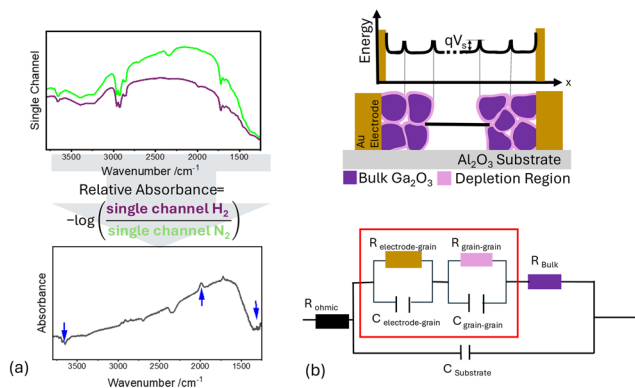 Single Channel
3800 3000 2500 2000 1500
Wavenumber /cm⁻¹
Relative Absorbance=
−log(single channel H₂ / single channel N₂)
Absorbance
3800 3000 2500 2000 1500
Wavenumber /cm⁻¹
(a)
Energy
qVₛ
x
Au
Electrode
Al₂O₃ Substrate
Bulk Ga₂O₃ Depletion Region
R electrode-grain
R grain-grain
R Bulk
R ohmic
C electrode-grain
C grain-grain
C Substrate
(b)